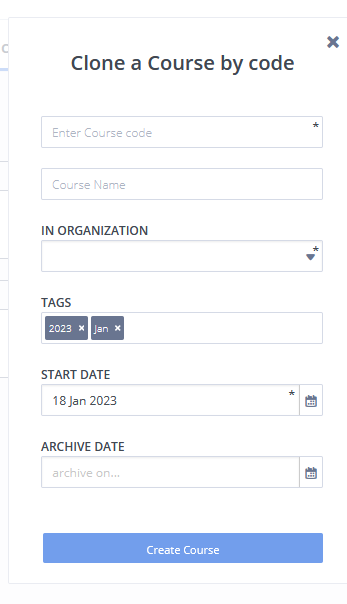 Clone a Course by code
Enter Course code *
Course Name
IN ORGANIZATION
*
TAGS
2023 × Jan ×
START DATE
18 Jan 2023 *
ARCHIVE DATE
archive on...
Create Course